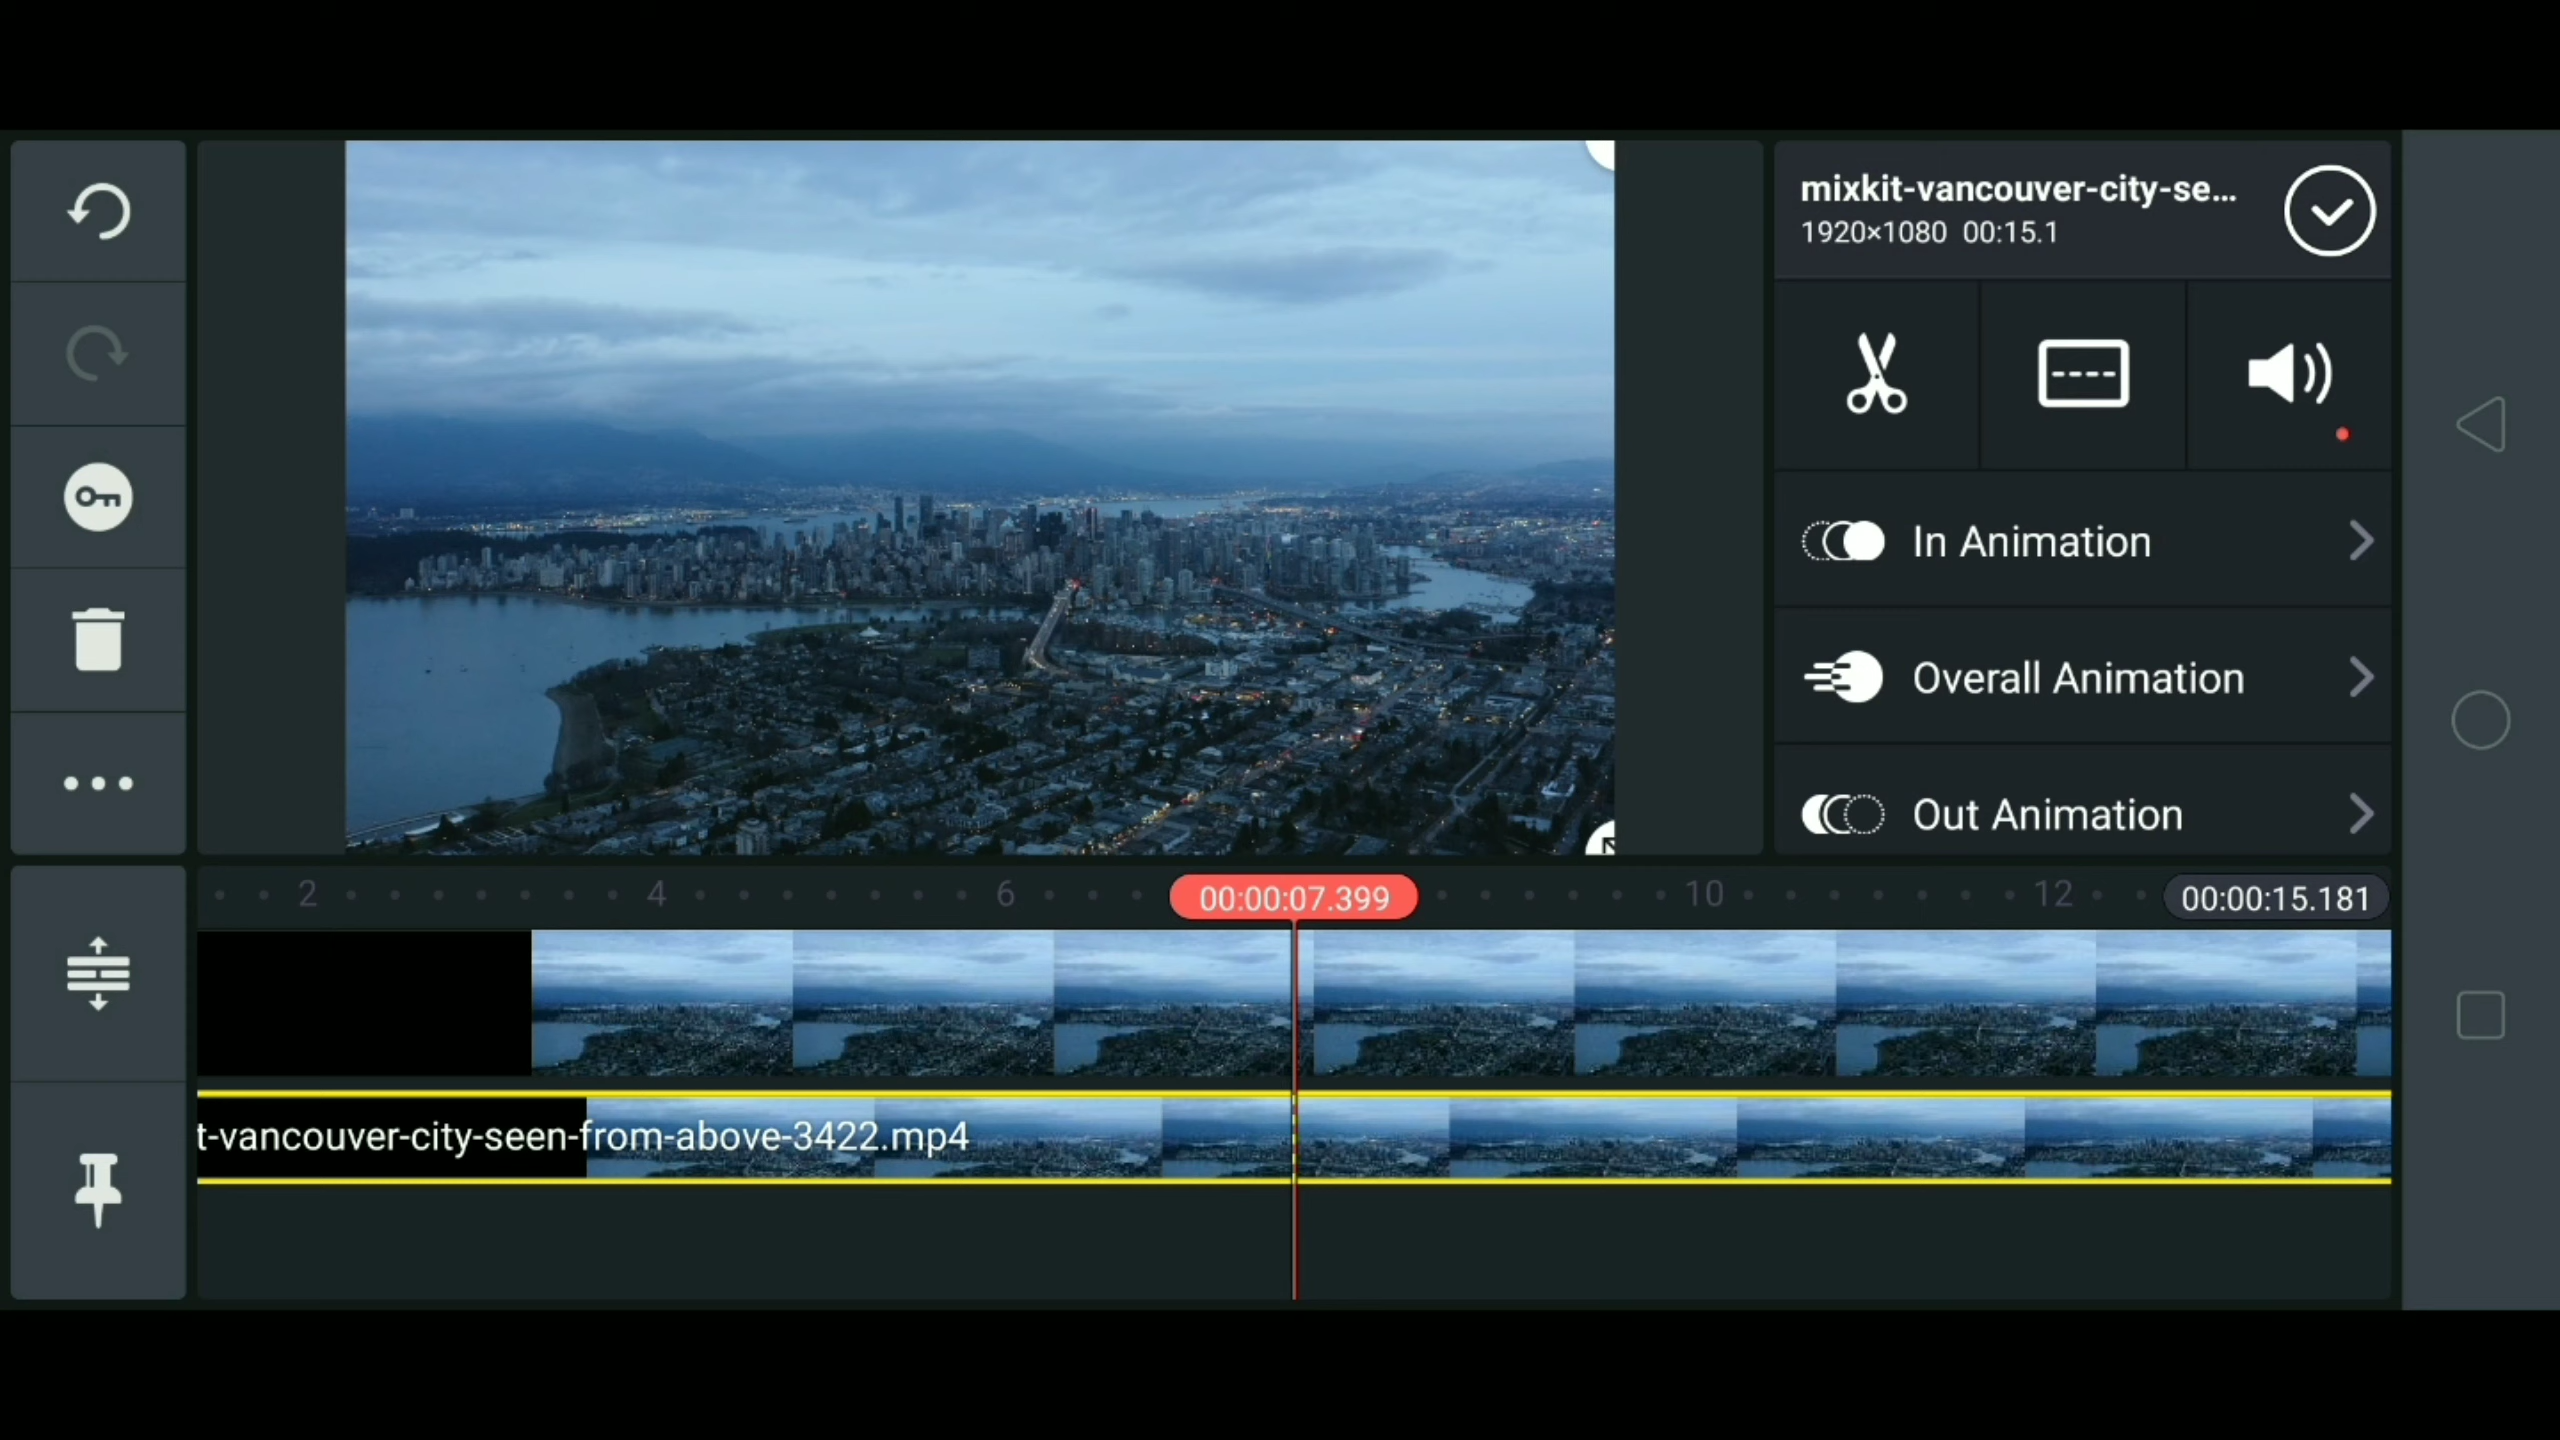 mixkit-vancouver-city-se...
1920×1080 00:15.1
In Animation
Overall Animation
Out Animation
2 4 6 00:00:07.399 10 12 00:00:15.181
t-vancouver-city-seen-from-above-3422.mp4